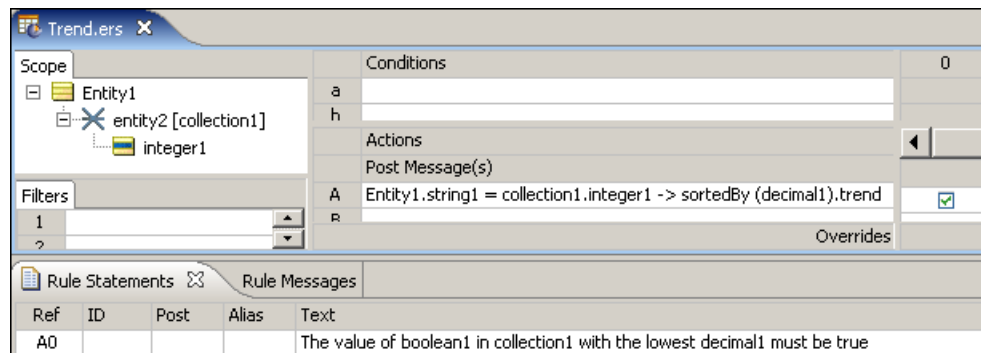 Trend.ers
Scope
Conditions
0
Entity1
a
entity2 [collection1]
h
integer1
Actions
Post Message(s)
Filters
A
Entity1.string1 = collection1.integer1 -> sortedBy (decimal1).trend
1
2
B
Overrides
Rule Statements
Rule Messages
Ref ID Post Alias Text
A0 The value of boolean1 in collection1 with the lowest decimal1 must be true